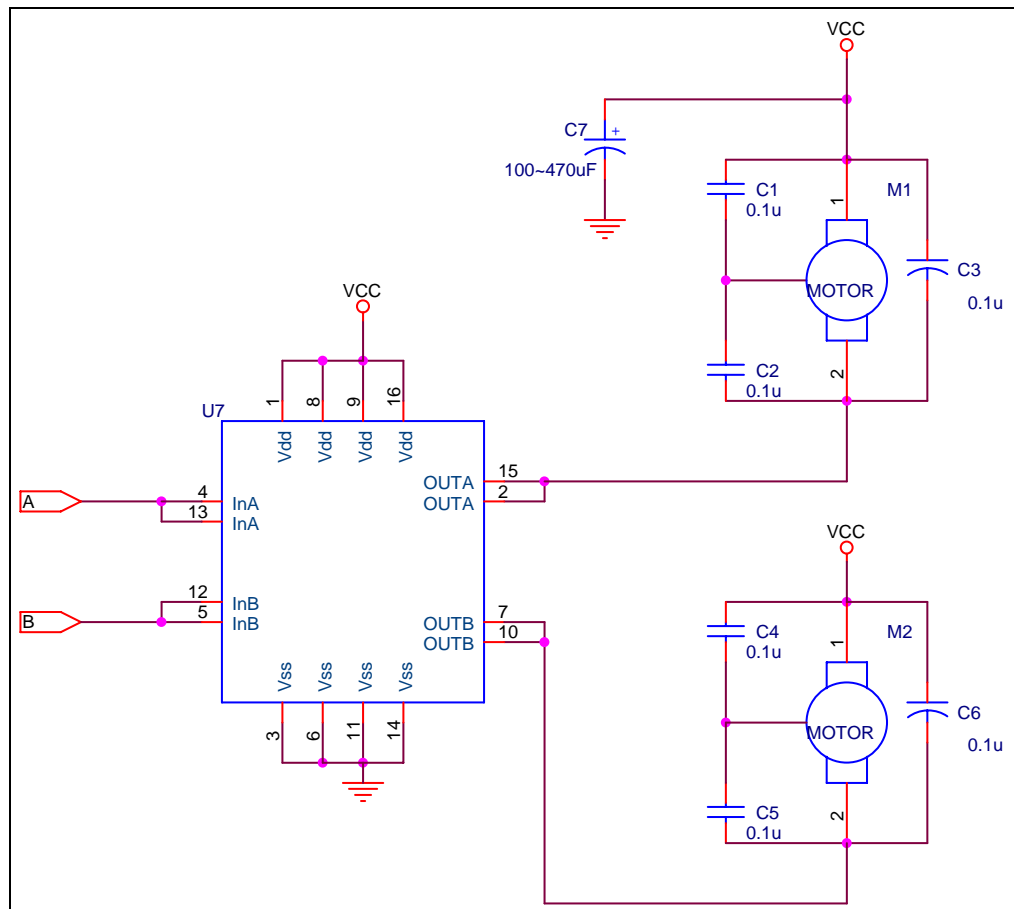 VCC
C7
+
100~470uF
C1
0.1u
1
M1
MOTOR
C3
0.1u
C2
0.1u
2
VCC
U7
1
8
9
16
Vdd
Vdd
Vdd
Vdd
A
4
InA
13
InA
15
OUTA
2
OUTA
B
12
InB
5
InB
7
OUTB
10
OUTB
Vss
Vss
Vss
Vss
3
6
11
14
VCC
C4
0.1u
1
M2
MOTOR
C6
0.1u
C5
0.1u
2